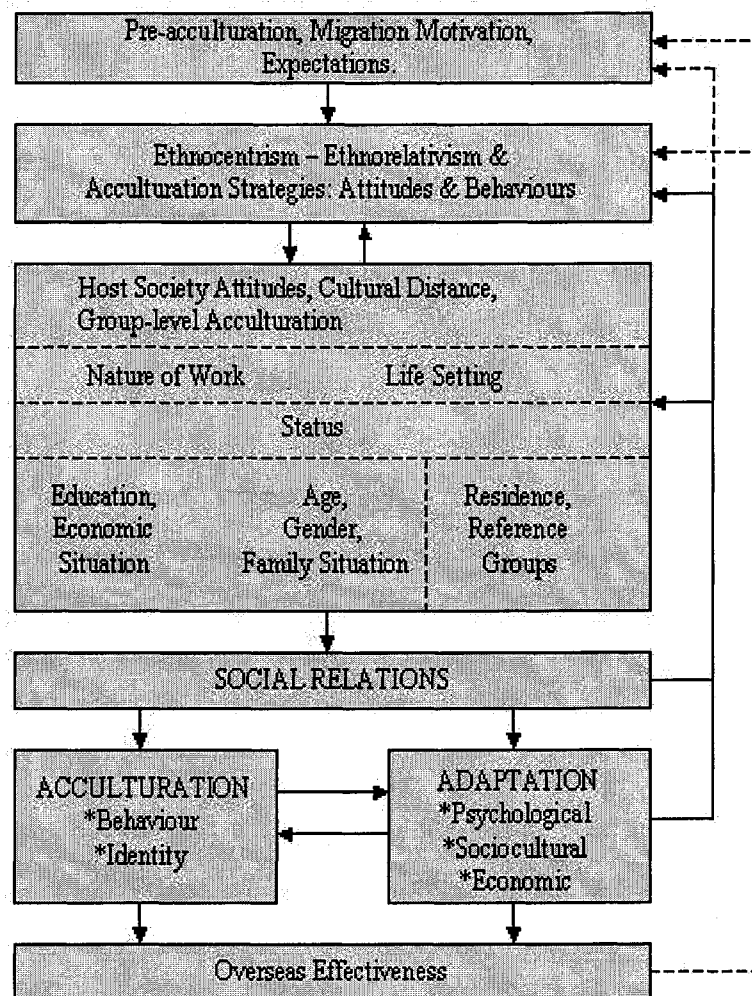 Pre-acculturation, Migration Motivation,
Expectations.
Ethnocentrism – Ethnorelativism &
Acculturation Strategies: Attitudes & Behaviours
Host Society Attitudes, Cultural Distance,
Group-level Acculturation
Nature of Work
Life Setting
Status
Education,
Economic
Situation
Age,
Gender,
Family Situation
Residence,
Reference
Groups
SOCIAL RELATIONS
ACCULTURATION
*Behaviour
*Identity
ADAPTATION
*Psychological
*Sociocultural
*Economic
Overseas Effectiveness